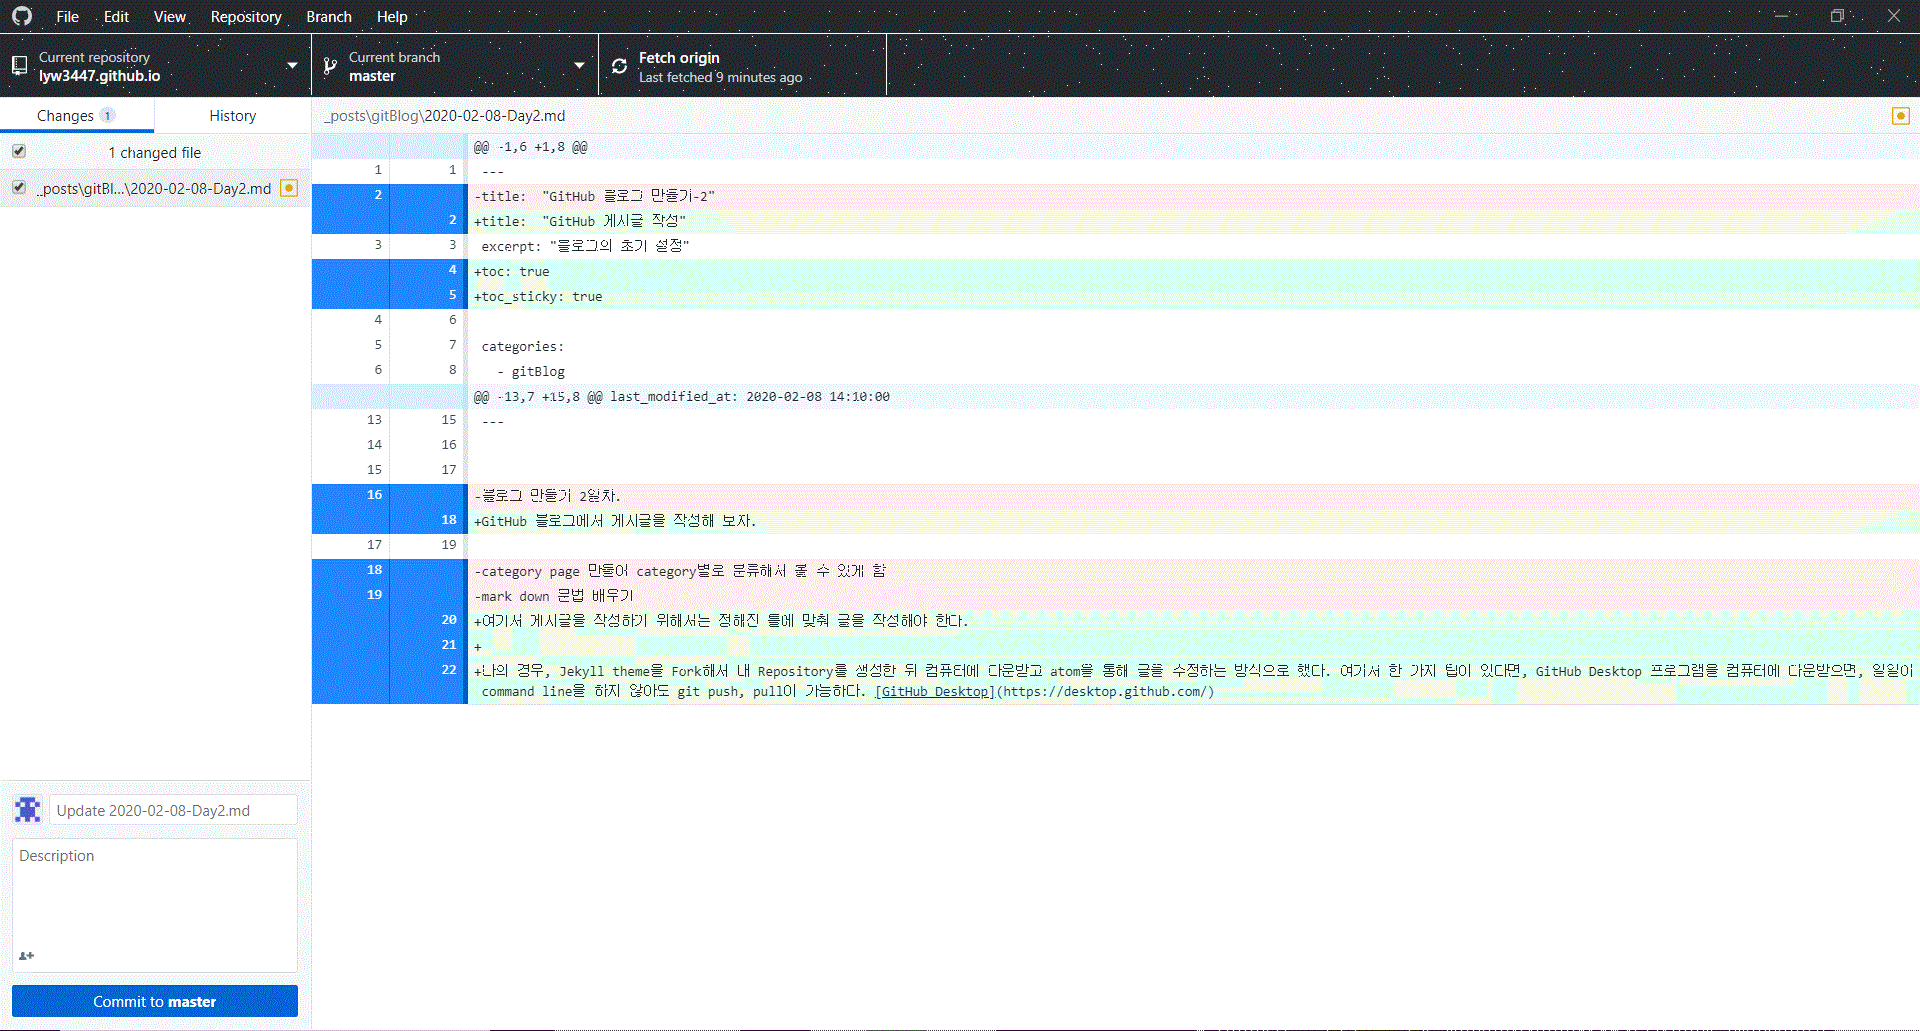 File Edit View Repository Branch Help
Current repository
lyw3447.github.io
Current branch
master
Fetch origin
Last fetched 9 minutes ago
Changes 1
History
_posts\gitBlog\2020-02-08-Day2.md
1 changed file
_posts\gitBl...\2020-02-08-Day2.md
@@ -1,6 +1,8 @@
1 1 ---
2 -title:  "GitHub 블로그 만들기-2"
2 +title:  "GitHub 게시글 작성"
3 3 excerpt: "블로그의 초기 설정"
4 +toc: true
5 +toc_sticky: true
4 6
5 7 categories:
6 8 - gitBlog
@@ -13,7 +15,8 @@ last_modified_at: 2020-02-08 14:10:00
13 15 ---
14 16
15 17
16 -블로그 만들기 2일차.
18 +GitHub 블로그에서 게시글을 작성해 보자.
17 19
18 -category page 만들어 category별로 분류해서 볼 수 있게 함
19 -mark down 문법 배우기
20 +여기서 게시글을 작성하기 위해서는 정해진 틀에 맞춰 글을 작성해야 한다.
21 +
22 +나의 경우, Jekyll theme을 Fork해서 내 Repository를 생성한 뒤 컴퓨터에 다운받고 atom을 통해 글을 수정하는 방식으로 했다. 여기서 한 가지 팁이 있다면, GitHub Desktop 프로그램을 컴퓨터에 다운받으면, 일일이
command line을 하지 않아도 git push, pull이 가능하다. [GitHub Desktop](https://desktop.github.com/)
Update 2020-02-08-Day2.md
Description
Commit to master